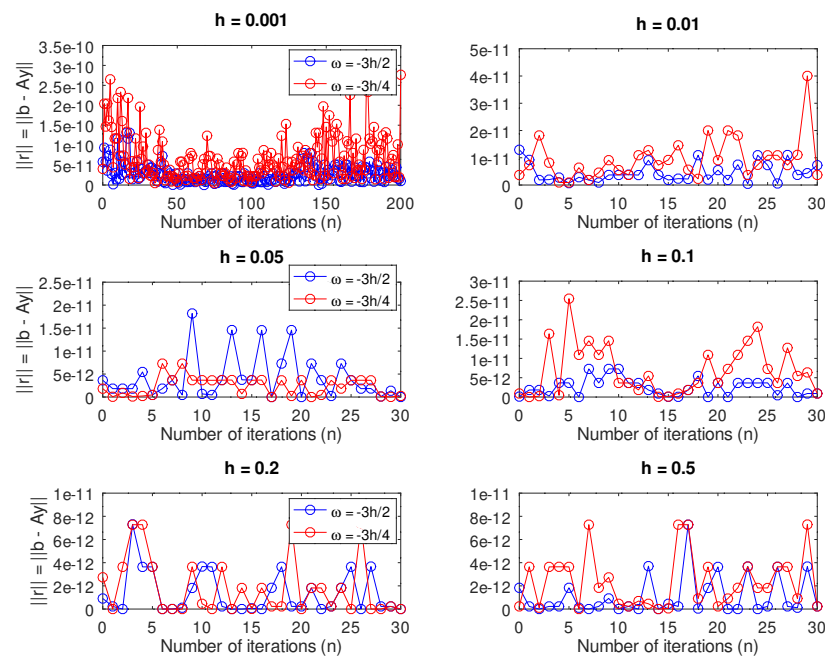 h = 0.001
3.5e-10
3e-10
2.5e-10
2e-10
1.5e-10
1e-10
5e-11
0
||r|| = ||b - Ay||
ω = -3h/2
ω = -3h/4
0 50 100 150 200
Number of iterations (n)
h = 0.01
5e-11
4e-11
3e-11
2e-11
1e-11
0
0 5 10 15 20 25 30
Number of iterations (n)
h = 0.05
2.5e-11
2e-11
1.5e-11
1e-11
5e-12
0
||r|| = ||b - Ay||
ω = -3h/2
ω = -3h/4
0 5 10 15 20 25 30
Number of iterations (n)
h = 0.1
3e-11
2.5e-11
2e-11
1.5e-11
1e-11
5e-12
0
0 5 10 15 20 25 30
Number of iterations (n)
h = 0.2
1e-11
8e-12
6e-12
4e-12
2e-12
0
||r|| = ||b - Ay||
ω = -3h/2
ω = -3h/4
0 5 10 15 20 25 30
Number of iterations (n)
h = 0.5
1e-11
8e-12
6e-12
4e-12
2e-12
0
0 5 10 15 20 25 30
Number of iterations (n)